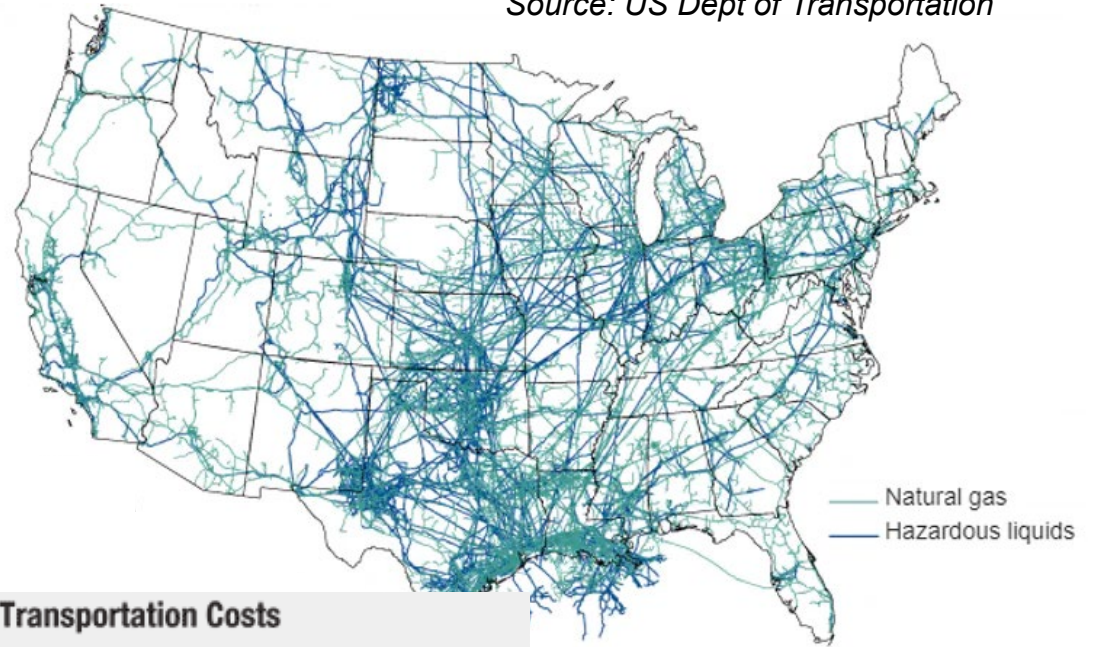 Source: US Dept of Transportation
Natural gas
Hazardous liquids
Transportation Costs